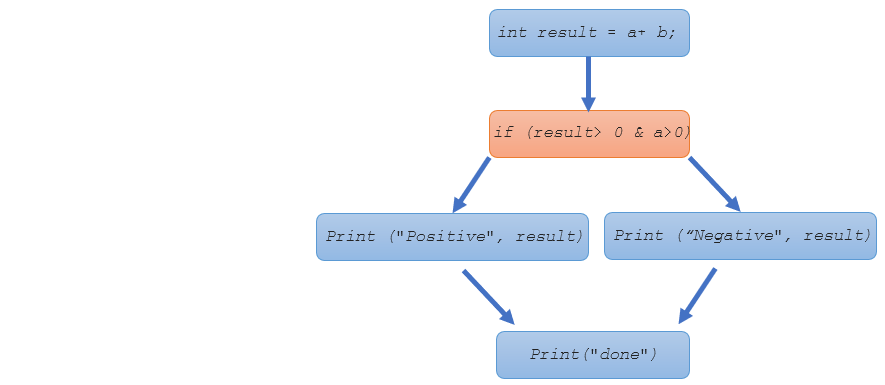 int result = a+ b;
if (result> 0 & a>0)
Print ("Positive", result)
Print (“Negative", result)
Print("done")